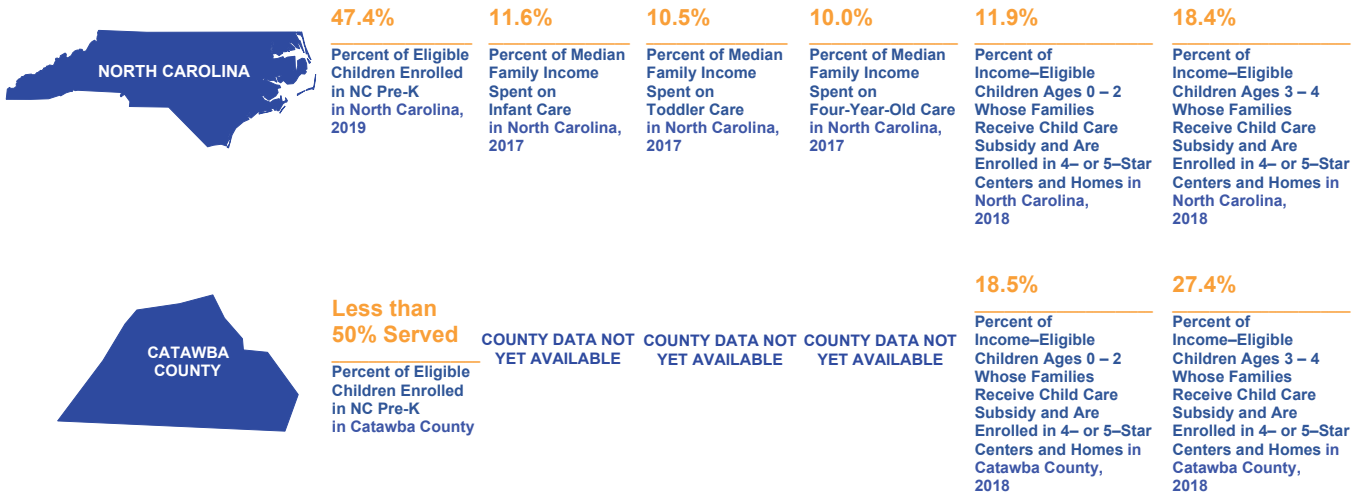 NORTH CAROLINA
47.4%
Percent of Eligible
Children Enrolled
in NC Pre-K
in North Carolina,
2019
11.6%
Percent of Median
Family Income
Spent on
Infant Care
in North Carolina,
2017
10.5%
Percent of Median
Family Income
Spent on
Toddler Care
in North Carolina,
2017
10.0%
Percent of Median
Family Income
Spent on
Four-Year-Old Care
in North Carolina,
2017
11.9%
Percent of
Income–Eligible
Children Ages 0 – 2
Whose Families
Receive Child Care
Subsidy and Are
Enrolled in 4– or 5–Star
Centers and Homes in
North Carolina,
2018
18.4%
Percent of
Income–Eligible
Children Ages 3 – 4
Whose Families
Receive Child Care
Subsidy and Are
Enrolled in 4– or 5–Star
Centers and Homes in
North Carolina,
2018
CATAWBA
COUNTY
Less than
50% Served
Percent of Eligible
Children Enrolled
in NC Pre-K
in Catawba County
COUNTY DATA NOT
YET AVAILABLE
COUNTY DATA NOT
YET AVAILABLE
COUNTY DATA NOT
YET AVAILABLE
18.5%
Percent of
Income–Eligible
Children Ages 0 – 2
Whose Families
Receive Child Care
Subsidy and Are
Enrolled in 4– or 5–Star
Centers and Homes in
Catawba County,
2018
27.4%
Percent of
Income–Eligible
Children Ages 3 – 4
Whose Families
Receive Child Care
Subsidy and Are
Enrolled in 4– or 5–Star
Centers and Homes in
Catawba County,
2018